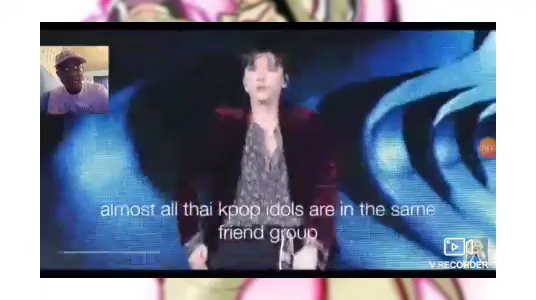 almost all thai kpop idols are in the same
friend group
V RECORDER